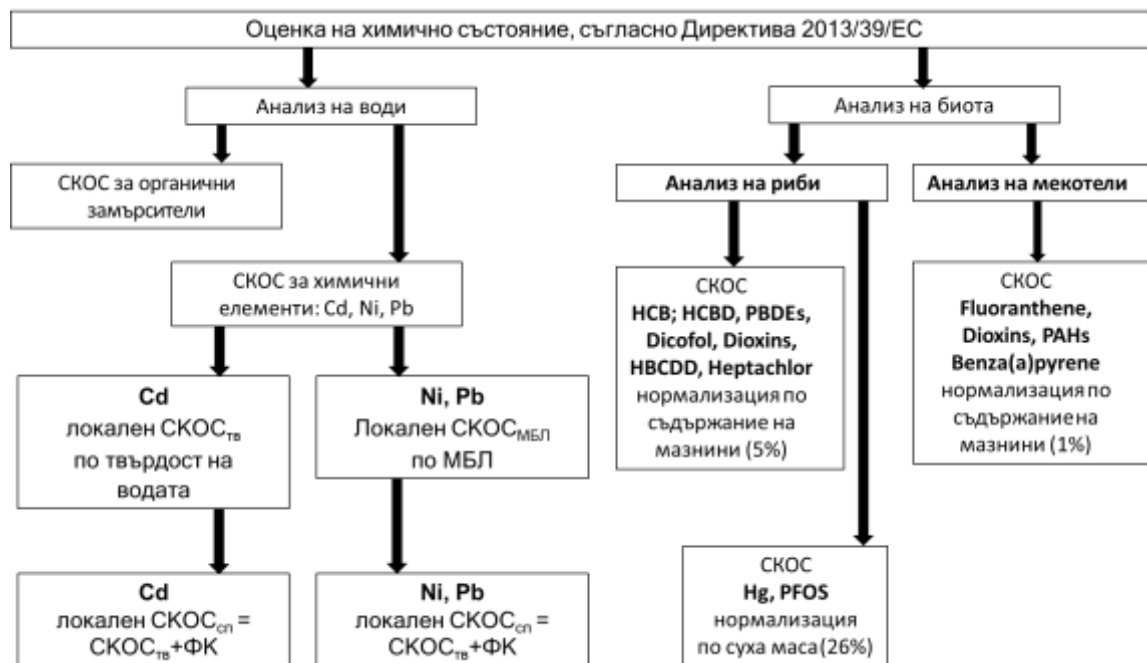 Оценка на химично състояние, съгласно Директива 2013/39/ЕС
Анализ на води
Анализ на биота
СКОС за органични
замърсители
Анализ на риби
Анализ на мекотели
СКОС за химични
елементи: Cd, Ni, Pb
СКОС
HCB; HCBD, PBDEs,
Dicofol, Dioxins,
HBCDD, Heptachlor
нормализация по
съдържание на
мазнини (5%)
СКОС
Fluoranthene,
Dioxins, PAHs
Benza(a)pyrene
нормализация по
съдържание на
мазнини (1%)
Cd
локален СКОСтв
по твърдост на
водата
Ni, Pb
Локален СКОСМБЛ
по МБЛ
Cd
локален СКОСсп =
СКОСтв+ФК
Ni, Pb
локален СКОСсп =
СКОСтв+ФК
СКОС
Hg, PFOS
нормализация
по суха маса (26%)